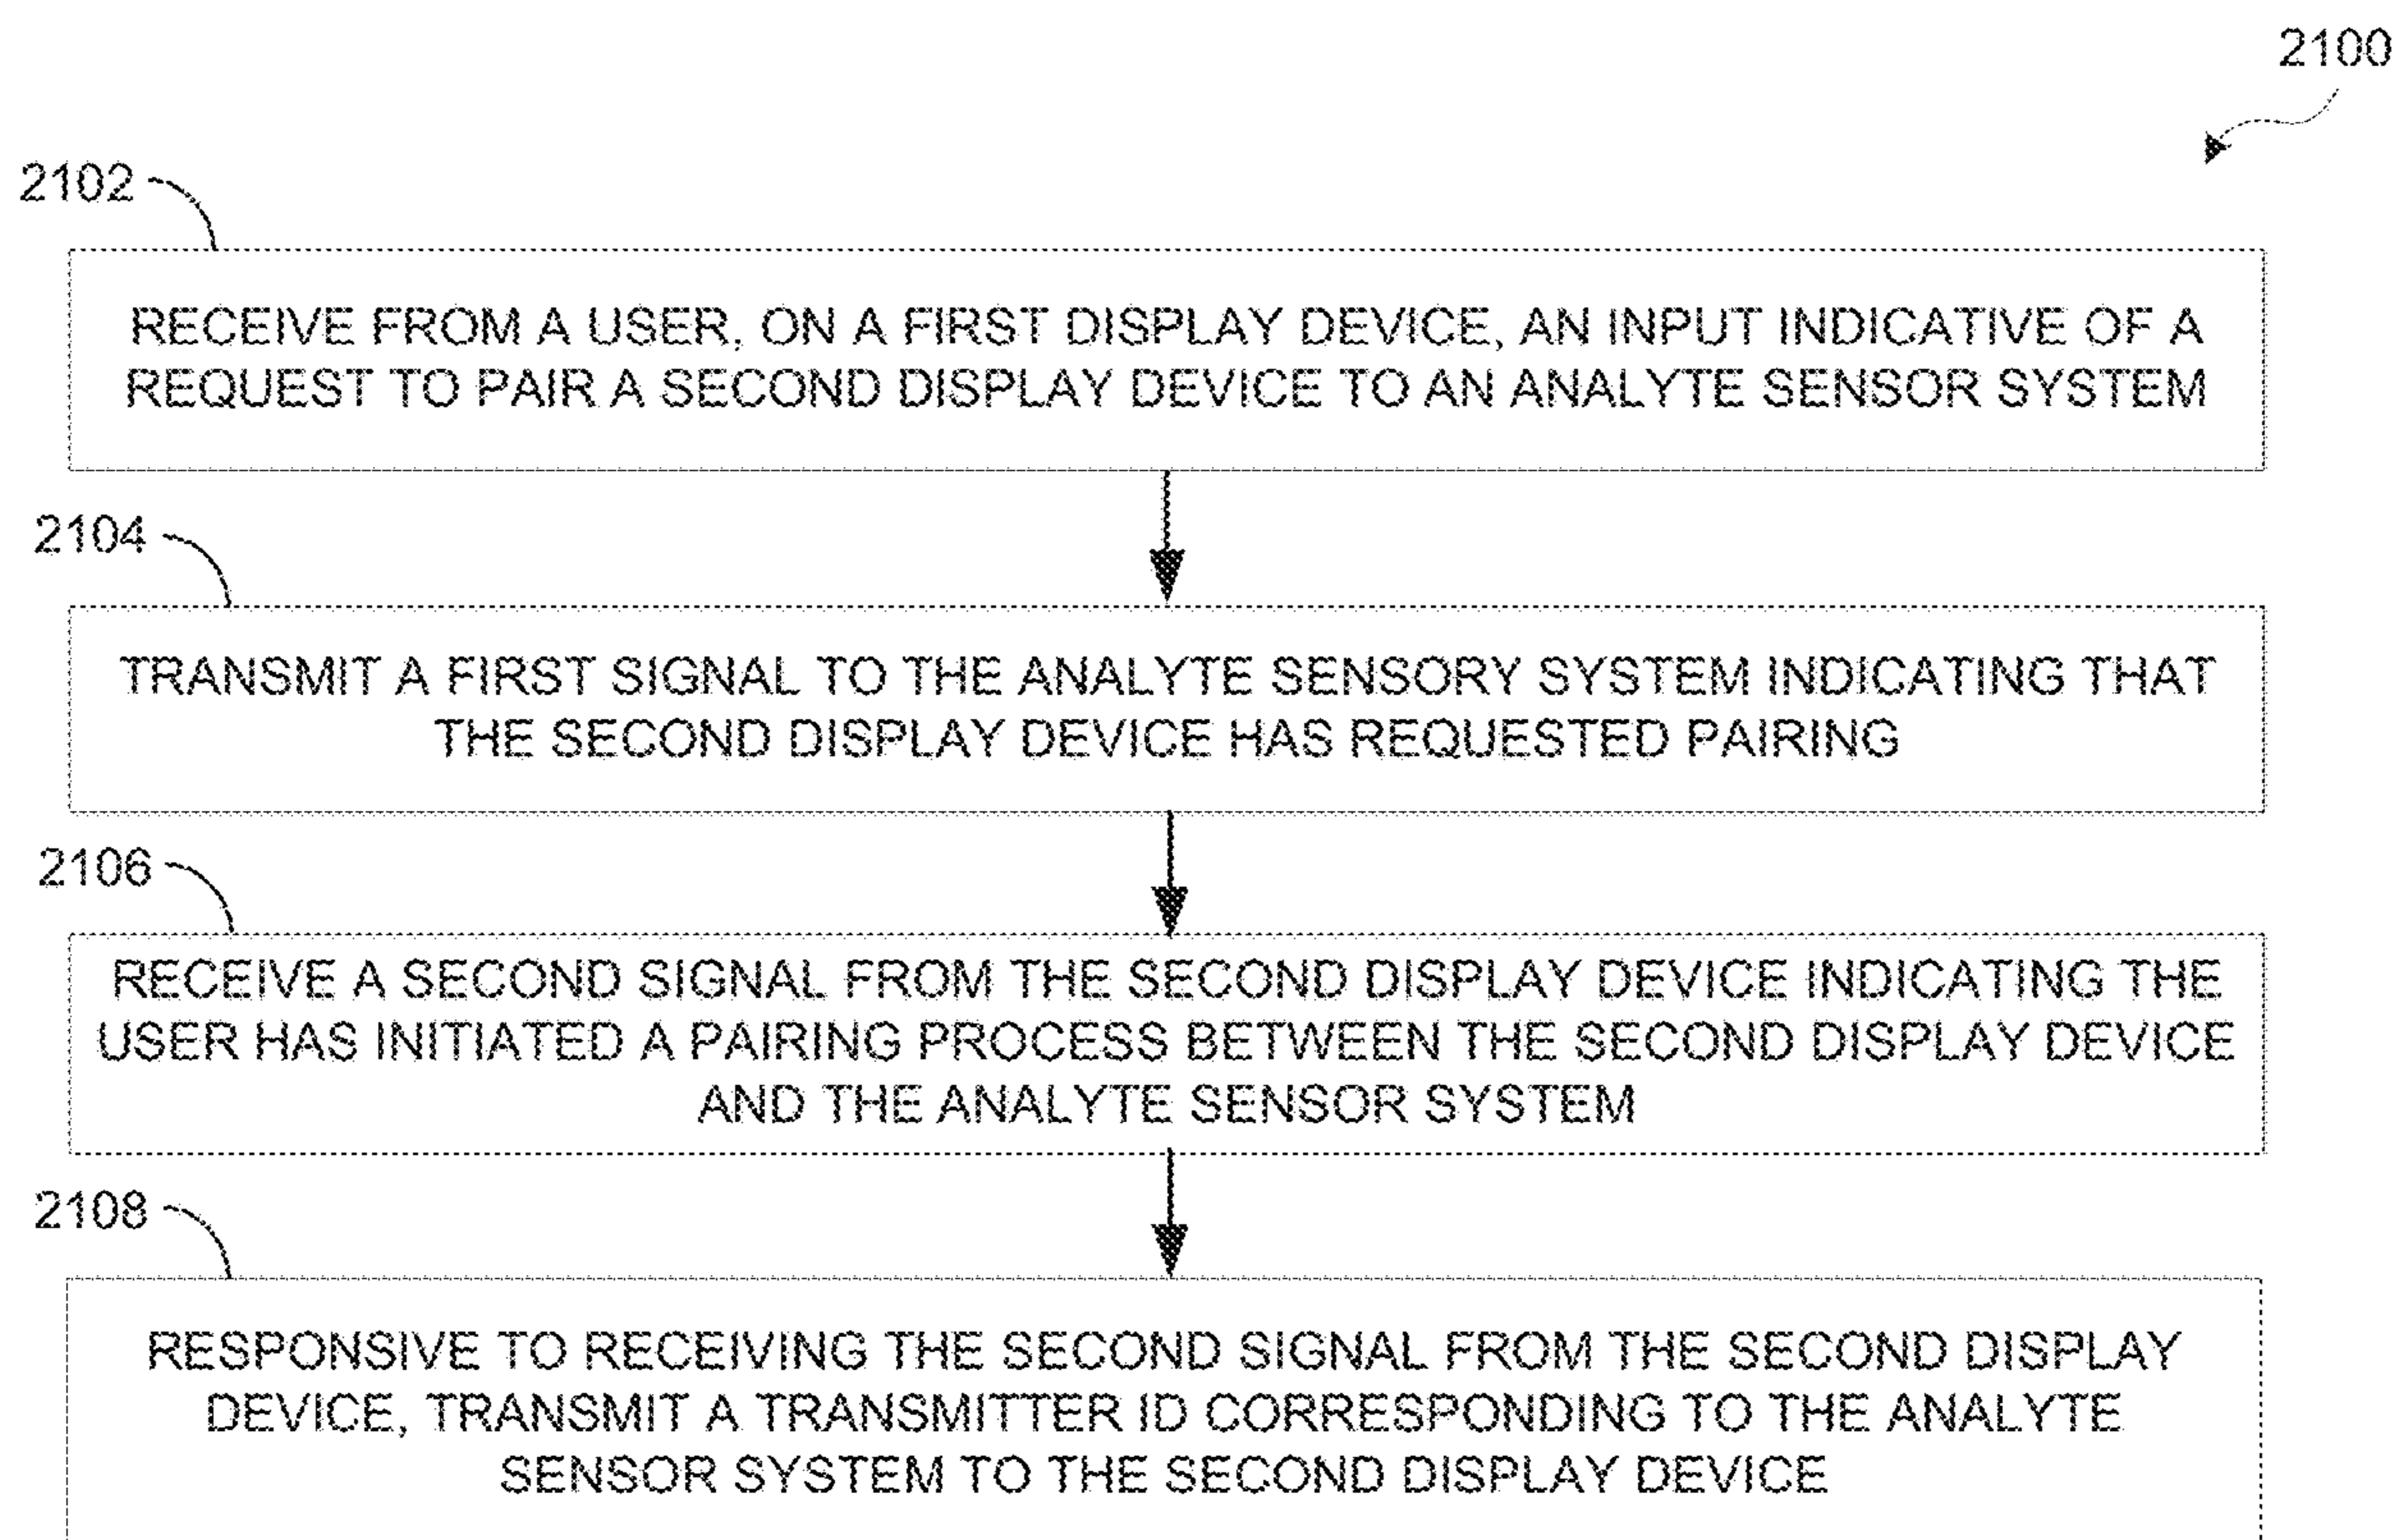 2100
2102
RECEIVE FROM A USER, ON A FIRST DISPLAY DEVICE, AN INPUT INDICATIVE OF A
REQUEST TO PAIR A SECOND DISPLAY DEVICE TO AN ANALYTE SENSOR SYSTEM
2104
TRANSMIT A FIRST SIGNAL TO THE ANALYTE SENSORY SYSTEM INDICATING THAT
THE SECOND DISPLAY DEVICE HAS REQUESTED PAIRING
2106
RECEIVE A SECOND SIGNAL FROM THE SECOND DISPLAY DEVICE INDICATING THE
USER HAS INITIATED A PAIRING PROCESS BETWEEN THE SECOND DISPLAY DEVICE
AND THE ANALYTE SENSOR SYSTEM
2108
RESPONSIVE TO RECEIVING THE SECOND SIGNAL FROM THE SECOND DISPLAY
DEVICE, TRANSMIT A TRANSMITTER ID CORRESPONDING TO THE ANALYTE
SENSOR SYSTEM TO THE SECOND DISPLAY DEVICE